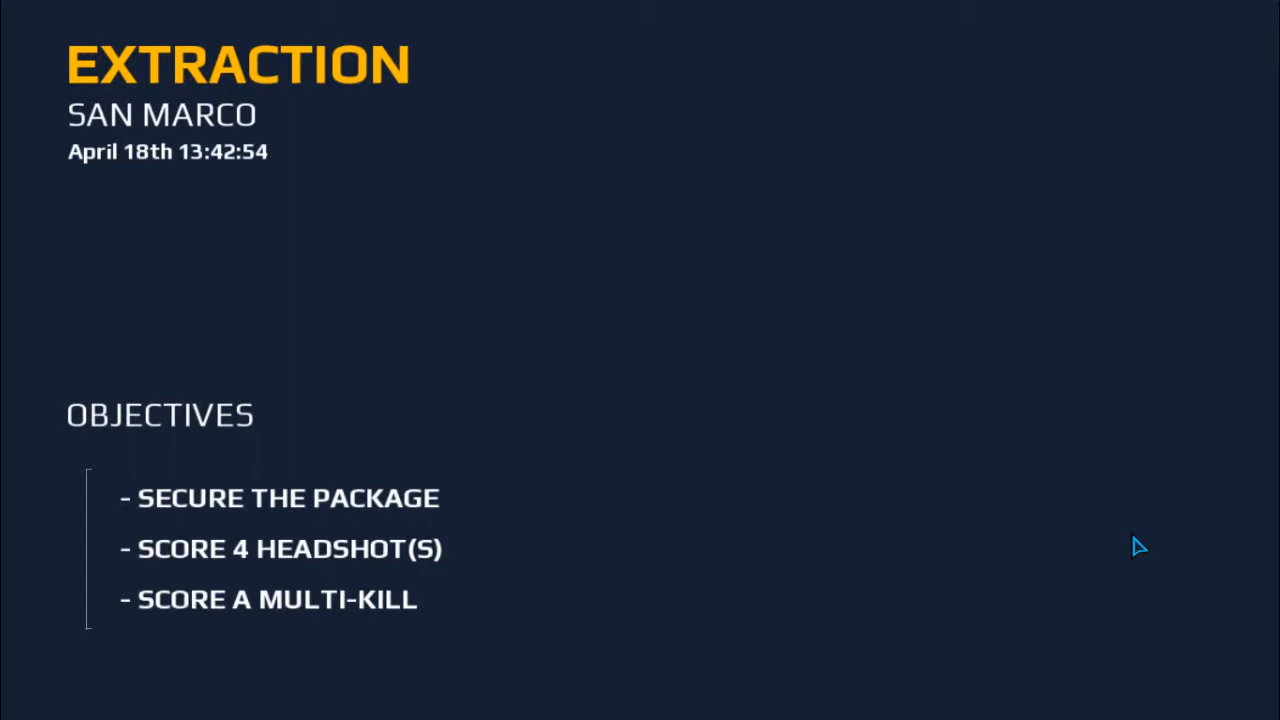 EXTRACTION
SAN MARCO
April 18th 13:42:54
OBJECTIVES
- SECURE THE PACKAGE
- SCORE 4 HEADSHOT(S)
- SCORE A MULTI-KILL